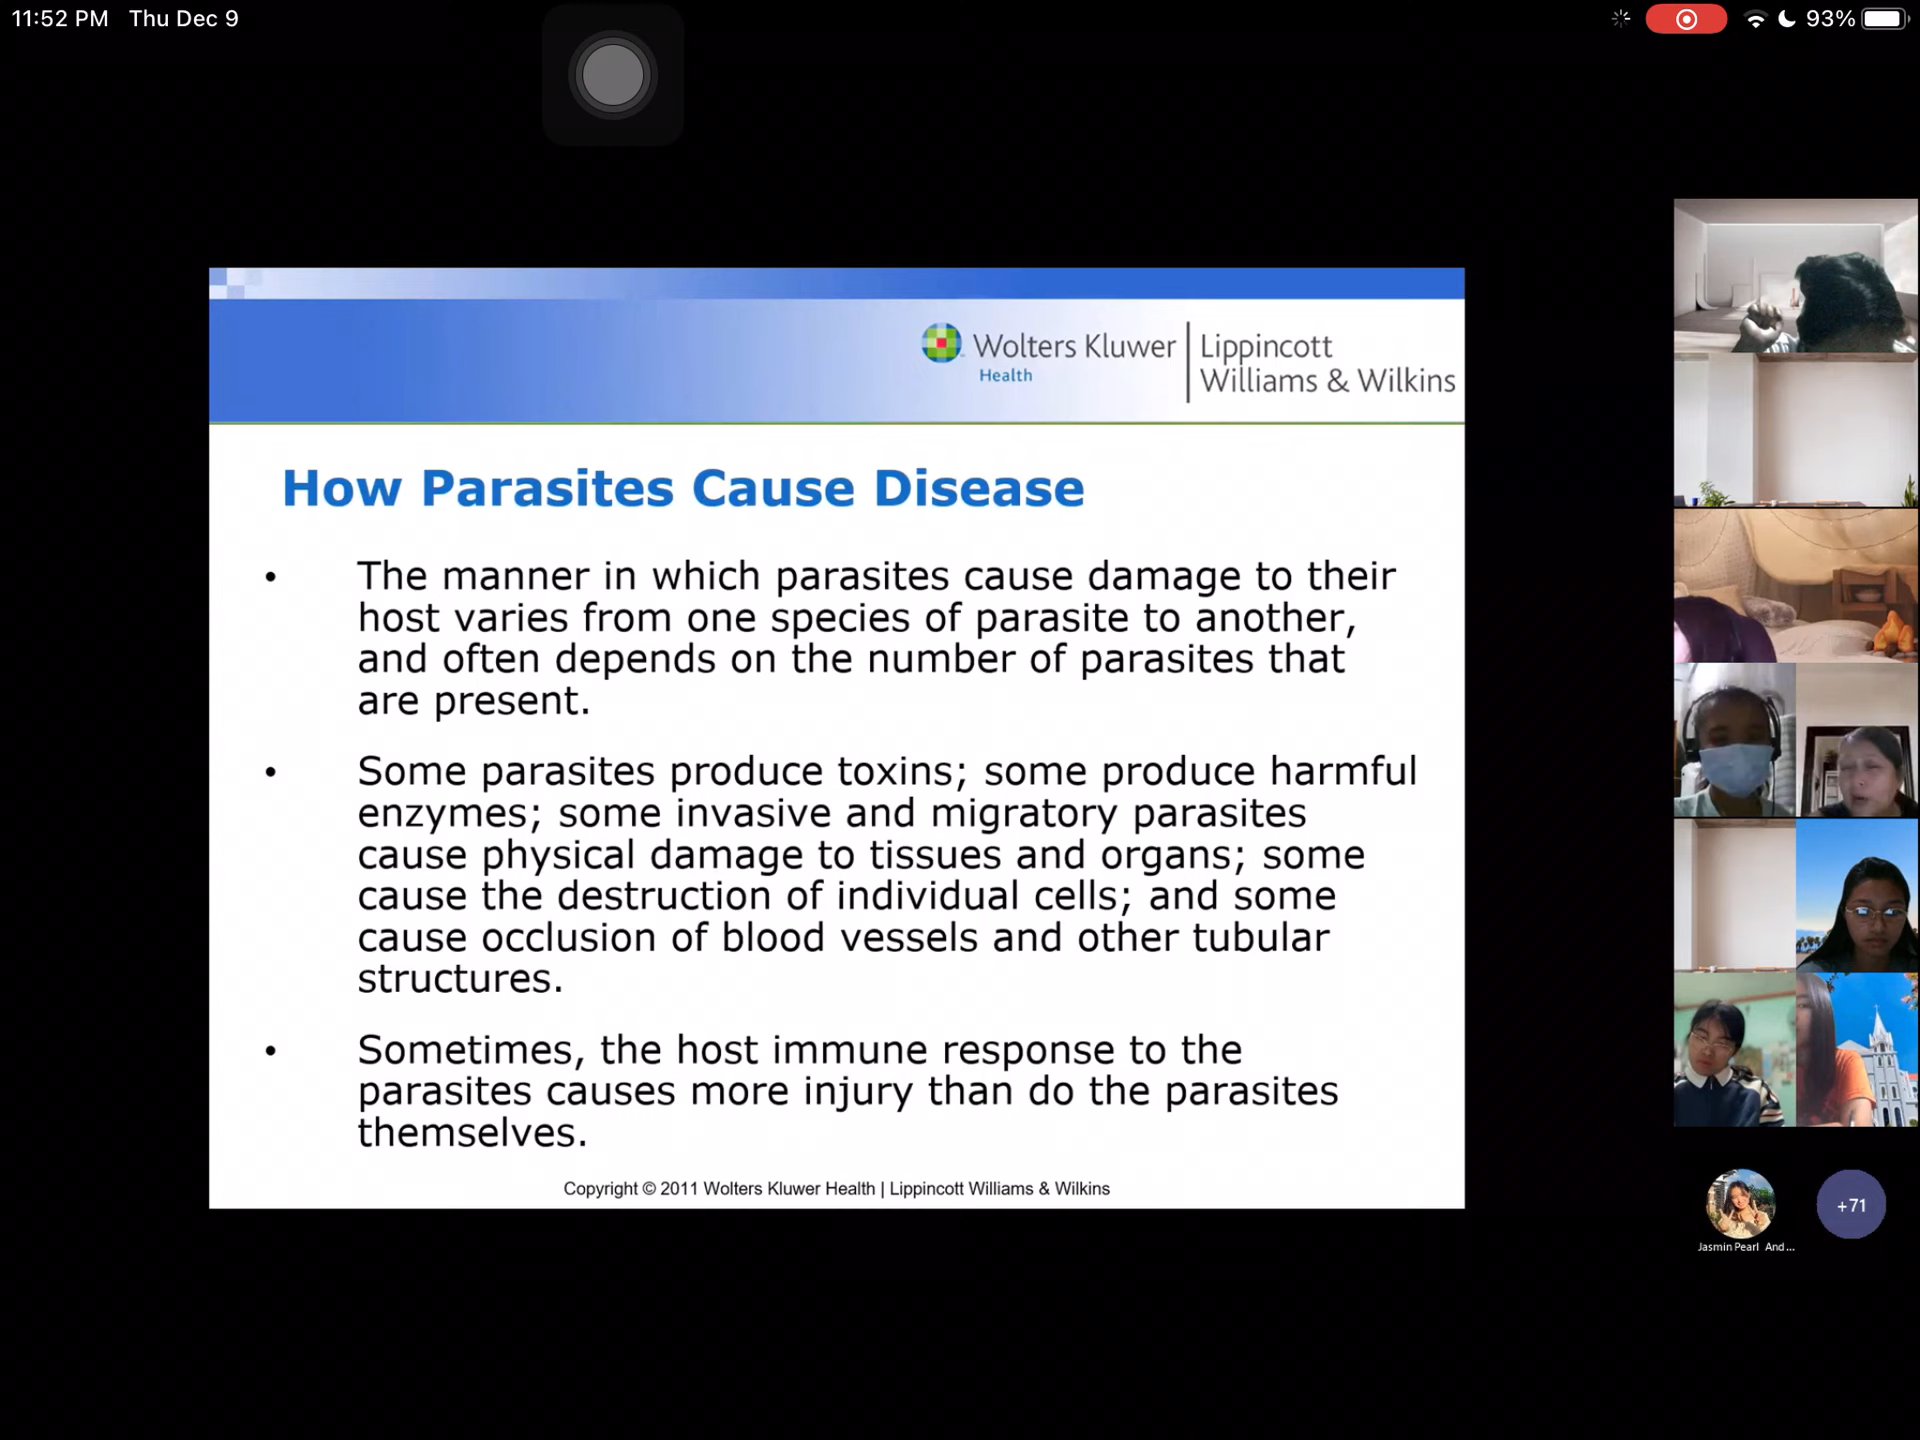 11:52 PM Thu Dec 9
93%
Wolters Kluwer
Health
Lippincott
Williams & Wilkins
How Parasites Cause Disease
• The manner in which parasites cause damage to their
host varies from one species of parasite to another,
and often depends on the number of parasites that
are present.
• Some parasites produce toxins; some produce harmful
enzymes; some invasive and migratory parasites
cause physical damage to tissues and organs; some
cause the destruction of individual cells; and some
cause occlusion of blood vessels and other tubular
structures.
• Sometimes, the host immune response to the
parasites causes more injury than do the parasites
themselves.
Copyright © 2011 Wolters Kluwer Health | Lippincott Williams & Wilkins
+71
Jasmin Pearl And...